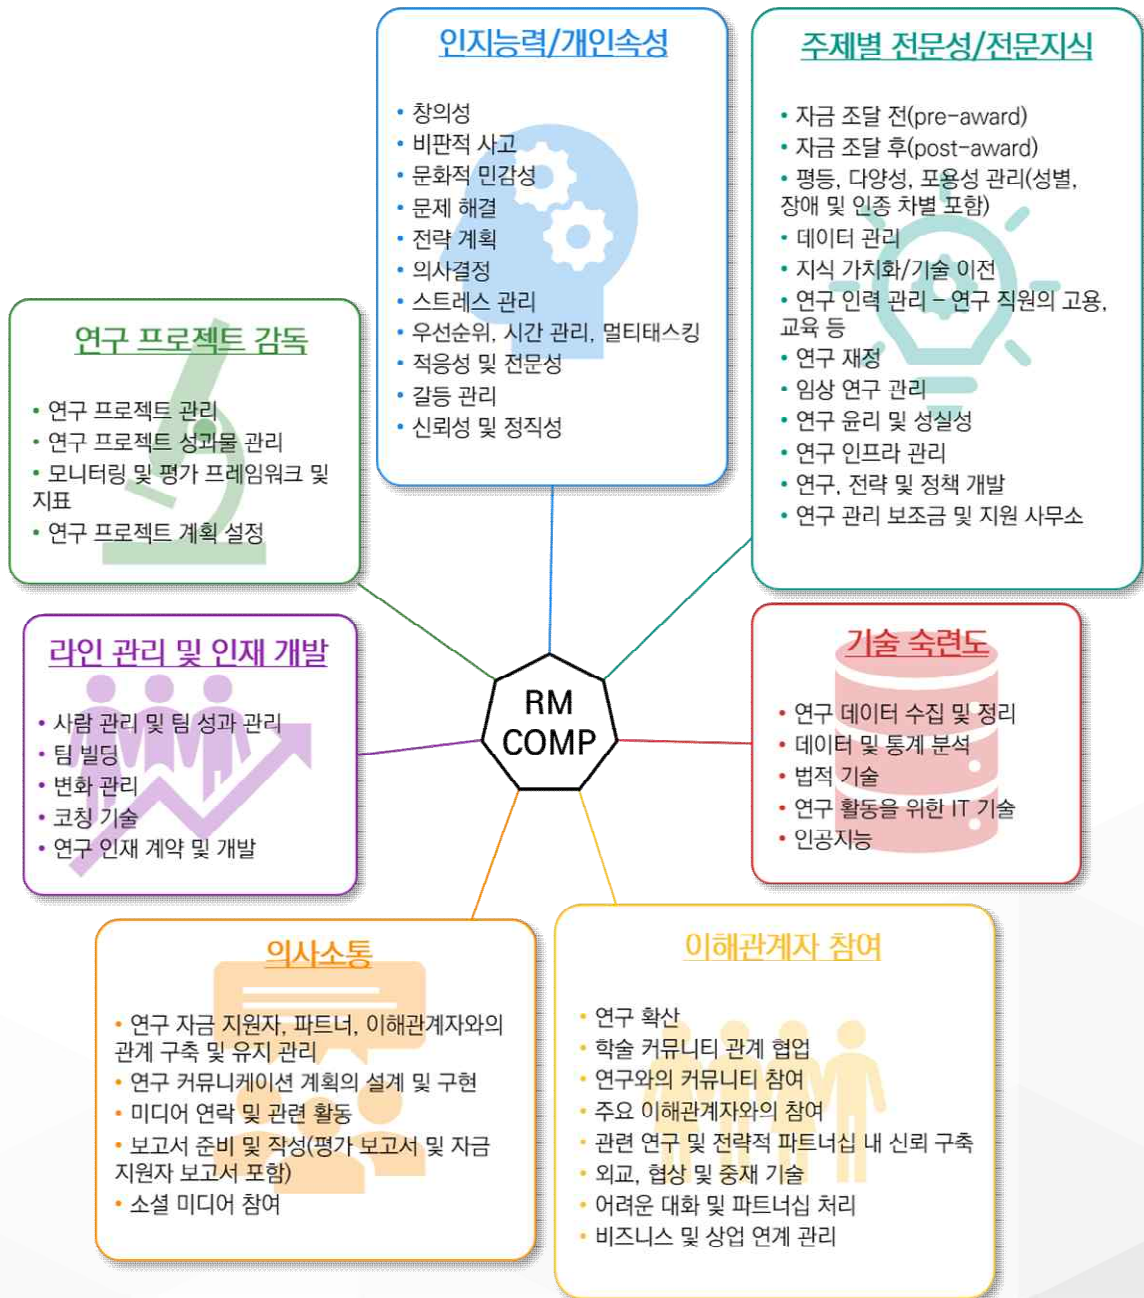 인지능력/개인속성
• 창의성
• 비판적 사고
• 문화적 민감성
• 문제 해결
• 전략 계획
• 의사결정
• 스트레스 관리
• 우선순위, 시간 관리, 멀티태스킹
• 적응성 및 전문성
• 갈등 관리
• 신뢰성 및 정직성
주제별 전문성/전문지식
• 자금 조달 전(pre-award)
• 자금 조달 후(post-award)
• 평등, 다양성, 포용성 관리(성별,
장애 및 인종 차별 포함)
• 데이터 관리
• 지식 가치화/기술 이전
• 연구 인력 관리 – 연구 직원의 고용,
교육 등
• 연구 재정
• 임상 연구 관리
• 연구 윤리 및 성실성
• 연구 인프라 관리
• 연구, 전략 및 정책 개발
• 연구 관리 보조금 및 지원 사무소
연구 프로젝트 감독
• 연구 프로젝트 관리
• 연구 프로젝트 성과물 관리
• 모니터링 및 평가 프레임워크 및
지표
• 연구 프로젝트 계획 설정
라인 관리 및 인재 개발
• 사람 관리 및 팀 성과 관리
• 팀 빌딩
• 변화 관리
• 코칭 기술
• 연구 인재 계약 및 개발
RM
COMP
기술 숙련도
• 연구 데이터 수집 및 정리
• 데이터 및 통계 분석
• 법적 기술
• 연구 활동을 위한 IT 기술
• 인공지능
의사소통
• 연구 자금 지원자, 파트너, 이해관계자와의
관계 구축 및 유지 관리
• 연구 커뮤니케이션 계획의 설계 및 구현
• 미디어 연락 및 관련 활동
• 보고서 준비 및 작성(평가 보고서 및 자금
지원자 보고서 포함)
• 소셜 미디어 참여
이해관계자 참여
• 연구 확산
• 학술 커뮤니티 관계 협업
• 연구와의 커뮤니티 참여
• 주요 이해관계자와의 참여
• 관련 연구 및 전략적 파트너십 내 신뢰 구축
• 외교, 협상 및 중재 기술
• 어려운 대화 및 파트너십 처리
• 비즈니스 및 상업 연계 관리